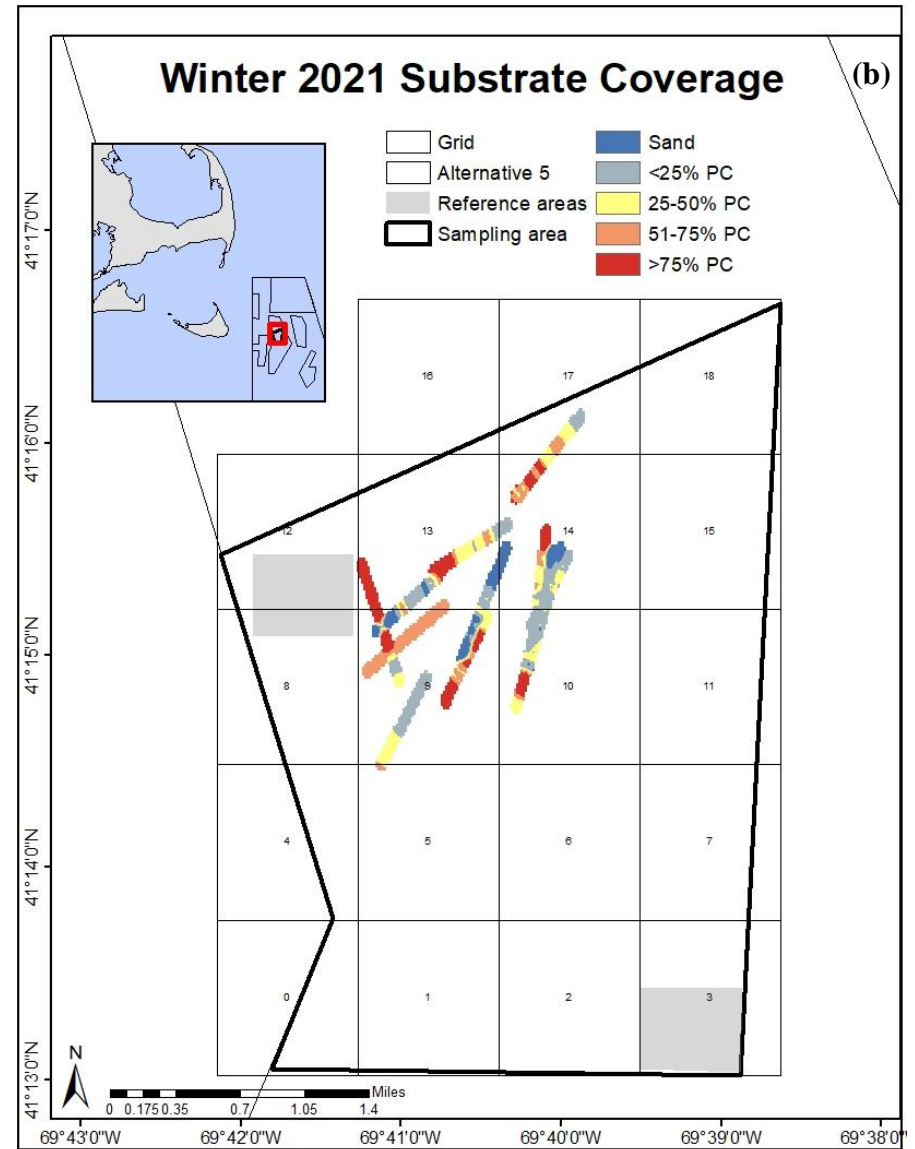 Winter 2021 Substrate Coverage
(b)
Grid
Alternative 5
Reference areas
Sampling area
Sand
<25% PC
25-50% PC
51-75% PC
>75% PC
41°17'0"N
41°16'0"N
41°15'0"N
41°14'0"N
41°13'0"N
16 17 18
12 13 14 15
8 9 10 11
4 5 6 7
0 1 2 3
N
Miles
0 0.175 0.35 0.7 1.05 1.4
69°43'0"W 69°42'0"W 69°41'0"W 69°40'0"W 69°39'0"W 69°38'0"W